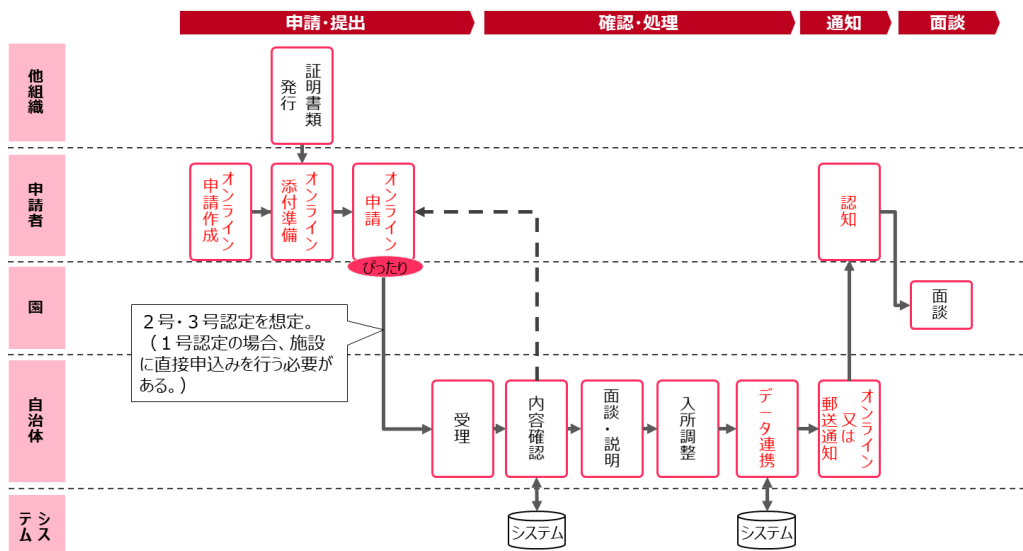 申請・提出
確認・処理
通知
面談
他組織
証明書類
発行
申請者
オンライン
申請作成
オンライン
添付準備
オンライン
申請
ぴったり
認知
園
面談
２号・３号認定を想定。
（１号認定の場合、施設
に直接申込みを行う必要が
ある。）
自治体
受理
内容確認
面談・説明
入所調整
データ連携
オンライン
又は
郵送通知
シス
テム
システム
システム